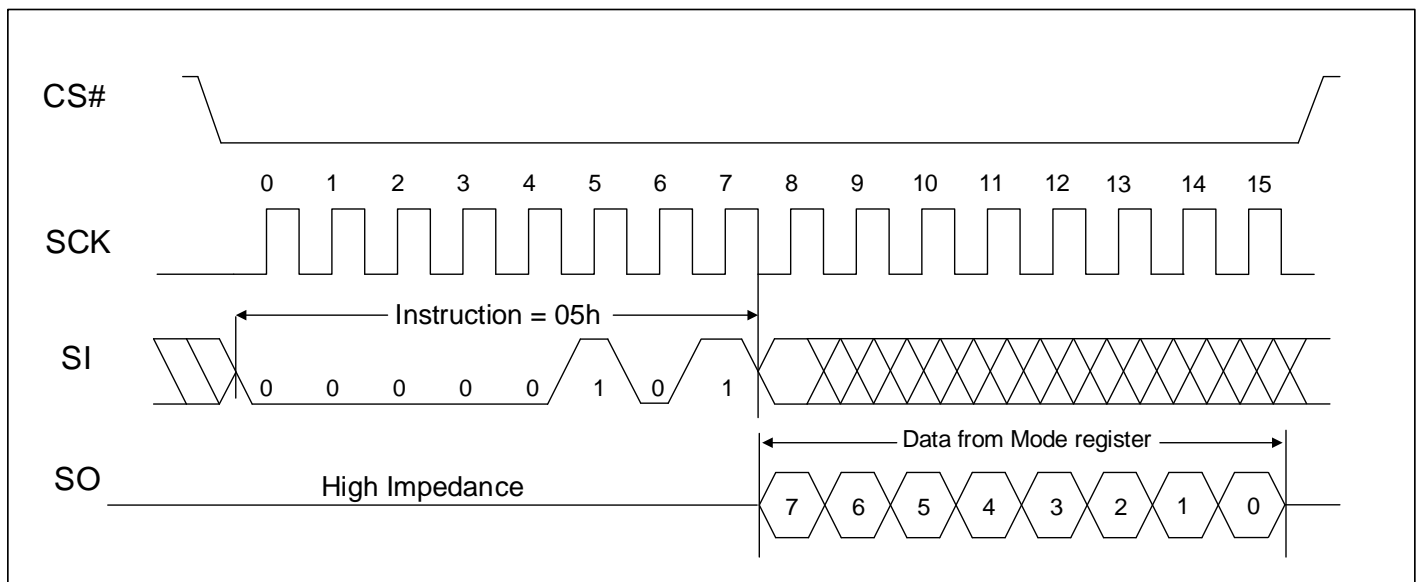 CS#
0 1 2 3 4 5 6 7 8 9 10 11 12 13 14 15
SCK
Instruction = 05h
SI
0 0 0 0 0 1 0 1
Data from Mode register
SO
High Impedance
7 6 5 4 3 2 1 0